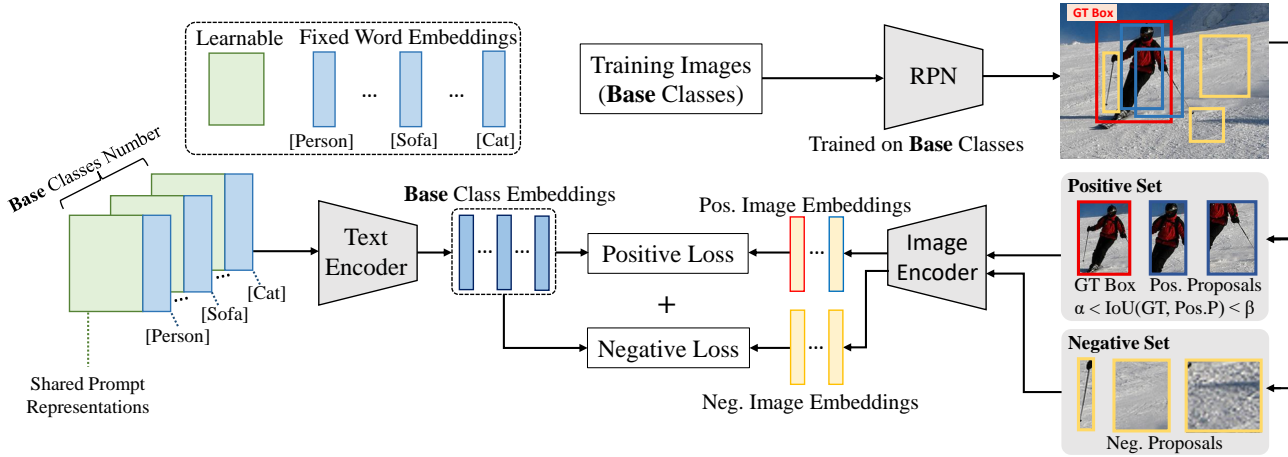 Learnable
Fixed Word Embeddings
...
...
[Person]
[Sofa]
[Cat]
Training Images
(Base Classes)
RPN
Trained on Base Classes
GT Box
Base Classes Number
...
...
[Person]
[Sofa]
[Cat]
Shared Prompt
Representations
Text
Encoder
Base Class Embeddings
...
...
Positive Loss
+
Negative Loss
Pos. Image Embeddings
...
...
Neg. Image Embeddings
Image
Encoder
Positive Set
GT Box
Pos. Proposals
α < IoU(GT, Pos.P) < β
Negative Set
Neg. Proposals